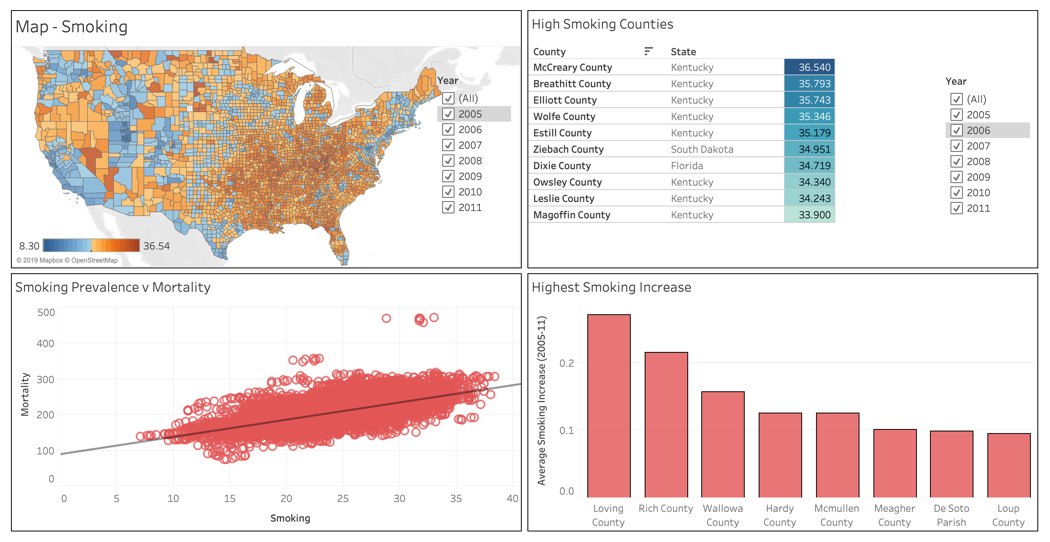 Map - Smoking
Year
(All)
2005
2006
2007
2008
2009
2010
2011
8.30 36.54
© 2019 Mapbox © OpenStreetMap
High Smoking Counties
County State
McCreary County Kentucky 36.540
Breathitt County Kentucky 35.793
Elliott County Kentucky 35.743
Wolfe County Kentucky 35.346
Estill County Kentucky 35.179
Ziebach County South Dakota 34.951
Dixie County Florida 34.719
Owsley County Kentucky 34.340
Leslie County Kentucky 34.243
Magoffin County Kentucky 33.900
Year
(All)
2005
2006
2007
2008
2009
2010
2011
Smoking Prevalence v Mortality
Mortality
500
400
300
200
100
0
0 5 10 15 20 25 30 35 40
Smoking
Highest Smoking Increase
Average Smoking Increase (2005-11)
0.2
0.1
0.0
Loving County
Rich County
Wallowa County
Hardy County
Mcmullen County
Meagher County
De Soto Parish
Loup County